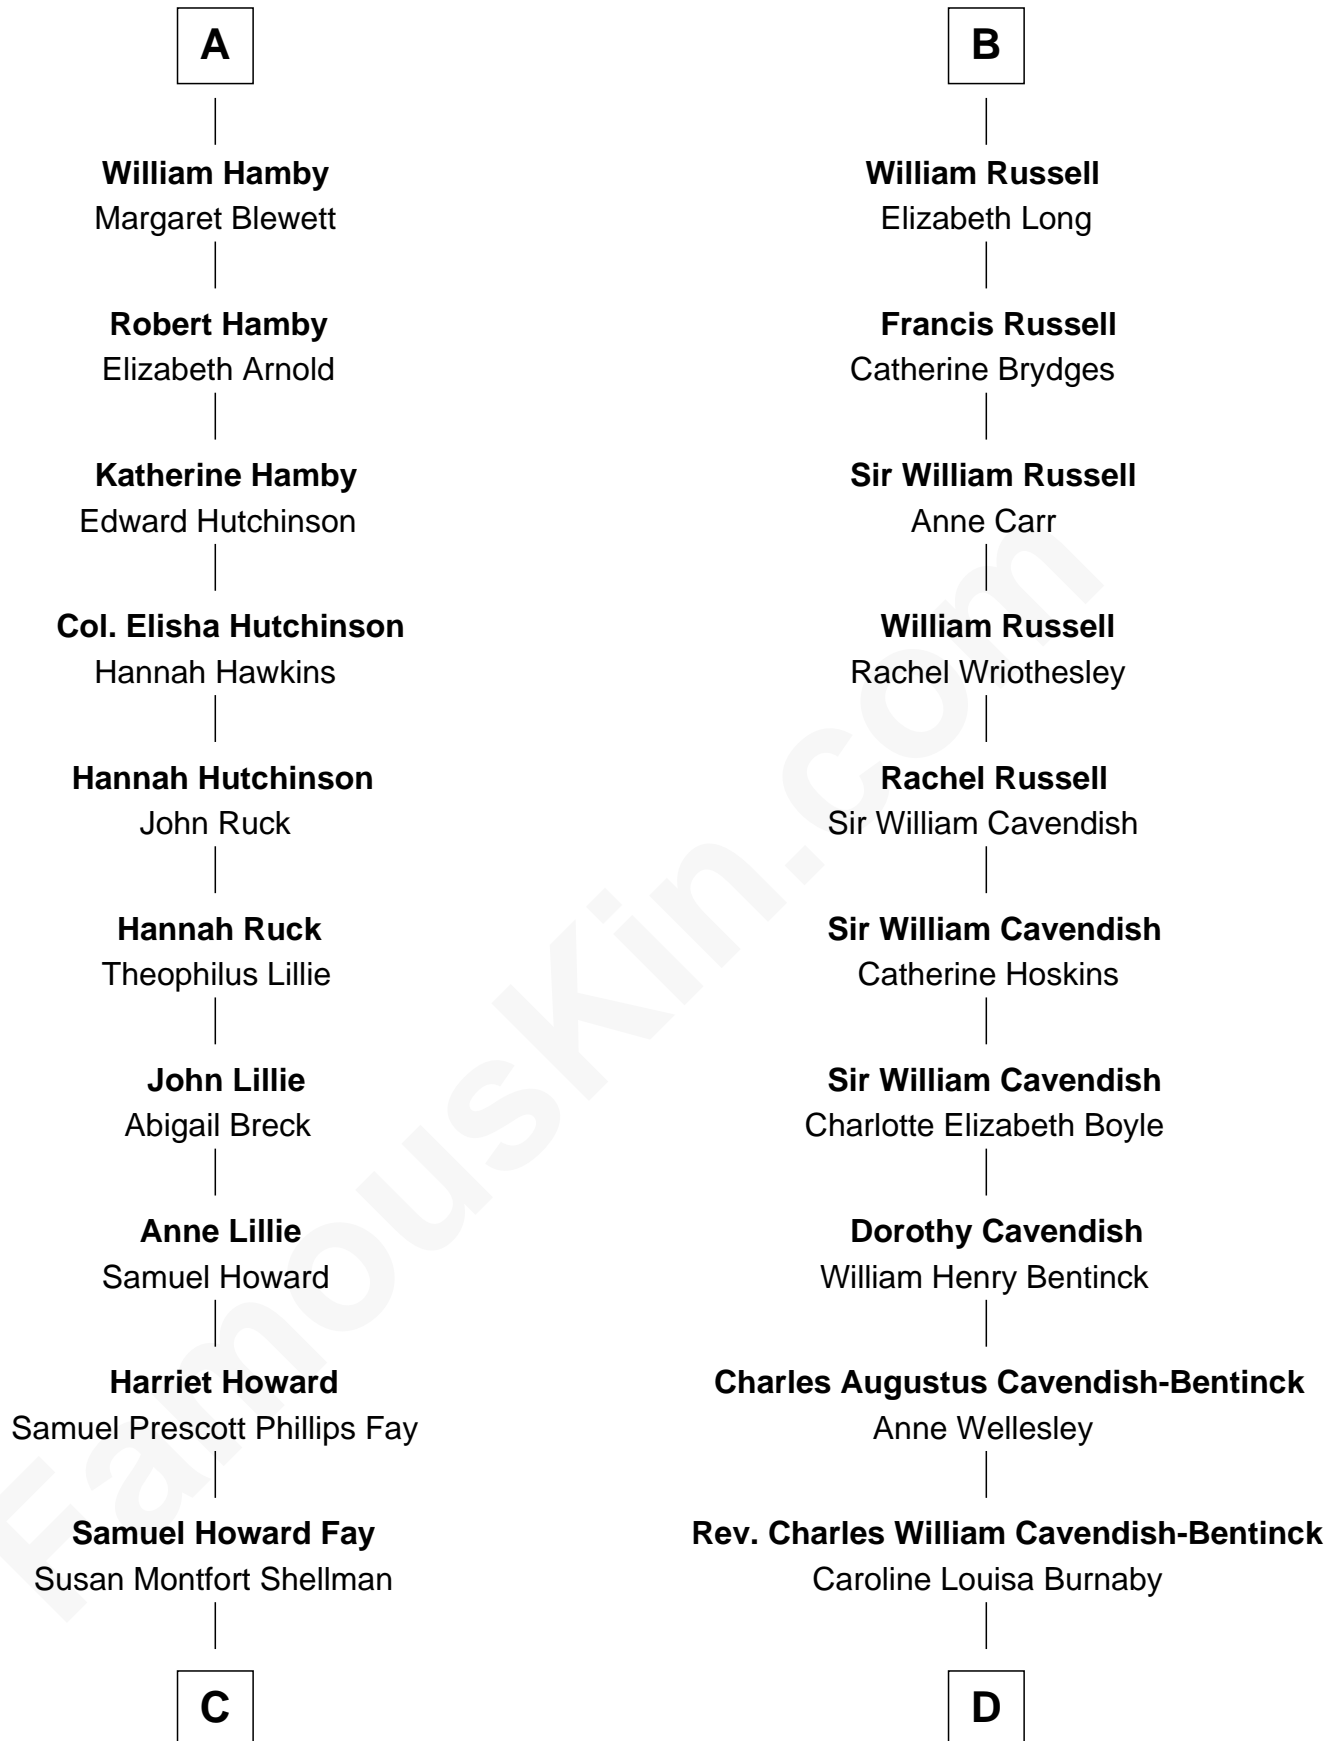 A
William Hamby
Margaret Blewett
Robert Hamby
Elizabeth Arnold
Katherine Hamby
Edward Hutchinson
Col. Elisha Hutchinson
Hannah Hawkins
Hannah Hutchinson
John Ruck
Hannah Ruck
Theophilus Lillie
John Lillie
Abigail Breck
Anne Lillie
Samuel Howard
Harriet Howard
Samuel Prescott Phillips Fay
Samuel Howard Fay
Susan Montfort Shellman
C
B
William Russell
Elizabeth Long
Francis Russell
Catherine Brydges
Sir William Russell
Anne Carr
William Russell
Rachel Wriothesley
Rachel Russell
Sir William Cavendish
Sir William Cavendish
Catherine Hoskins
Sir William Cavendish
Charlotte Elizabeth Boyle
Dorothy Cavendish
William Henry Bentinck
Charles Augustus Cavendish-Bentinck
Anne Wellesley
Rev. Charles William Cavendish-Bentinck
Caroline Louisa Burnaby
D
FamousKin.com